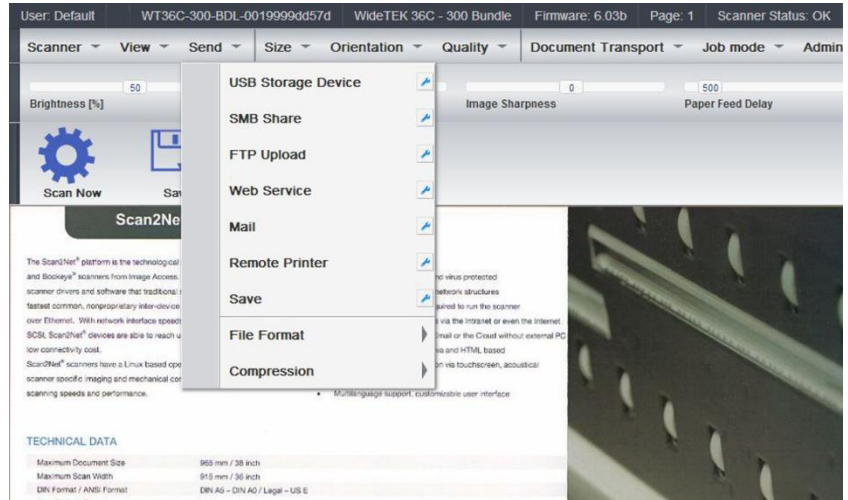 User: Default WT36C-300-BDL-0019999dd57d WideTEK 36C - 300 Bundle Firmware: 6.03b Page: 1 Scanner Status: OK
Scanner View Send Size Orientation Quality Document Transport Job mode Admin
50 0 500
Brightness [%] Image Sharpness Paper Feed Delay
Scan Now Sa
USB Storage Device
SMB Share
FTP Upload
Web Service
Mail
Remote Printer
Save
File Format
Compression
Scan2Ne
The Scan2Net® platform is the technological
and Bookeye® scanners from Image Access.
scanner drivers and software that traditional
fastest common, nonproprietary inter-device
over Ethernet. With network interface speeds
SCSI, Scan2Net® devices are able to reach u
low connectivity cost.
Scan2Net® scanners have a Linux based ope
scanner specific imaging and mechanical cor
scanning speeds and performance.
nd virus protected
network structures
quired to run the scanner
s via the Intranet or even the Internet.
mail or the Cloud without external PC
va and HTML based
on via touchscreen, acoustical
• Multilanguage support, customizable user interface
TECHNICAL DATA
Maximum Document Size 965 mm / 38 inch
Maximum Scan Width 915 mm / 36 inch
DIN Format / ANSI Format DIN A5 – DIN A0 / Legal – US E